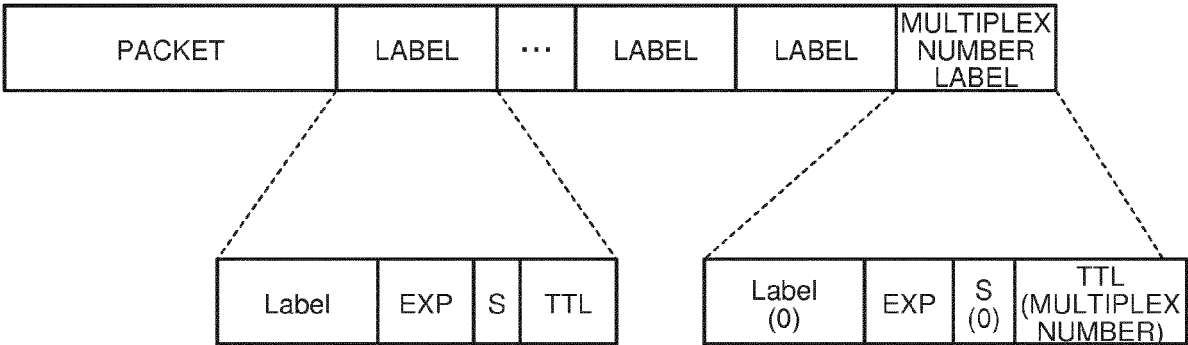 PACKET
LABEL
...
LABEL
LABEL
MULTIPLEX
NUMBER
LABEL
Label
EXP
S
TTL
Label
(0)
EXP
S
(0)
TTL
(MULTIPLEX
NUMBER)